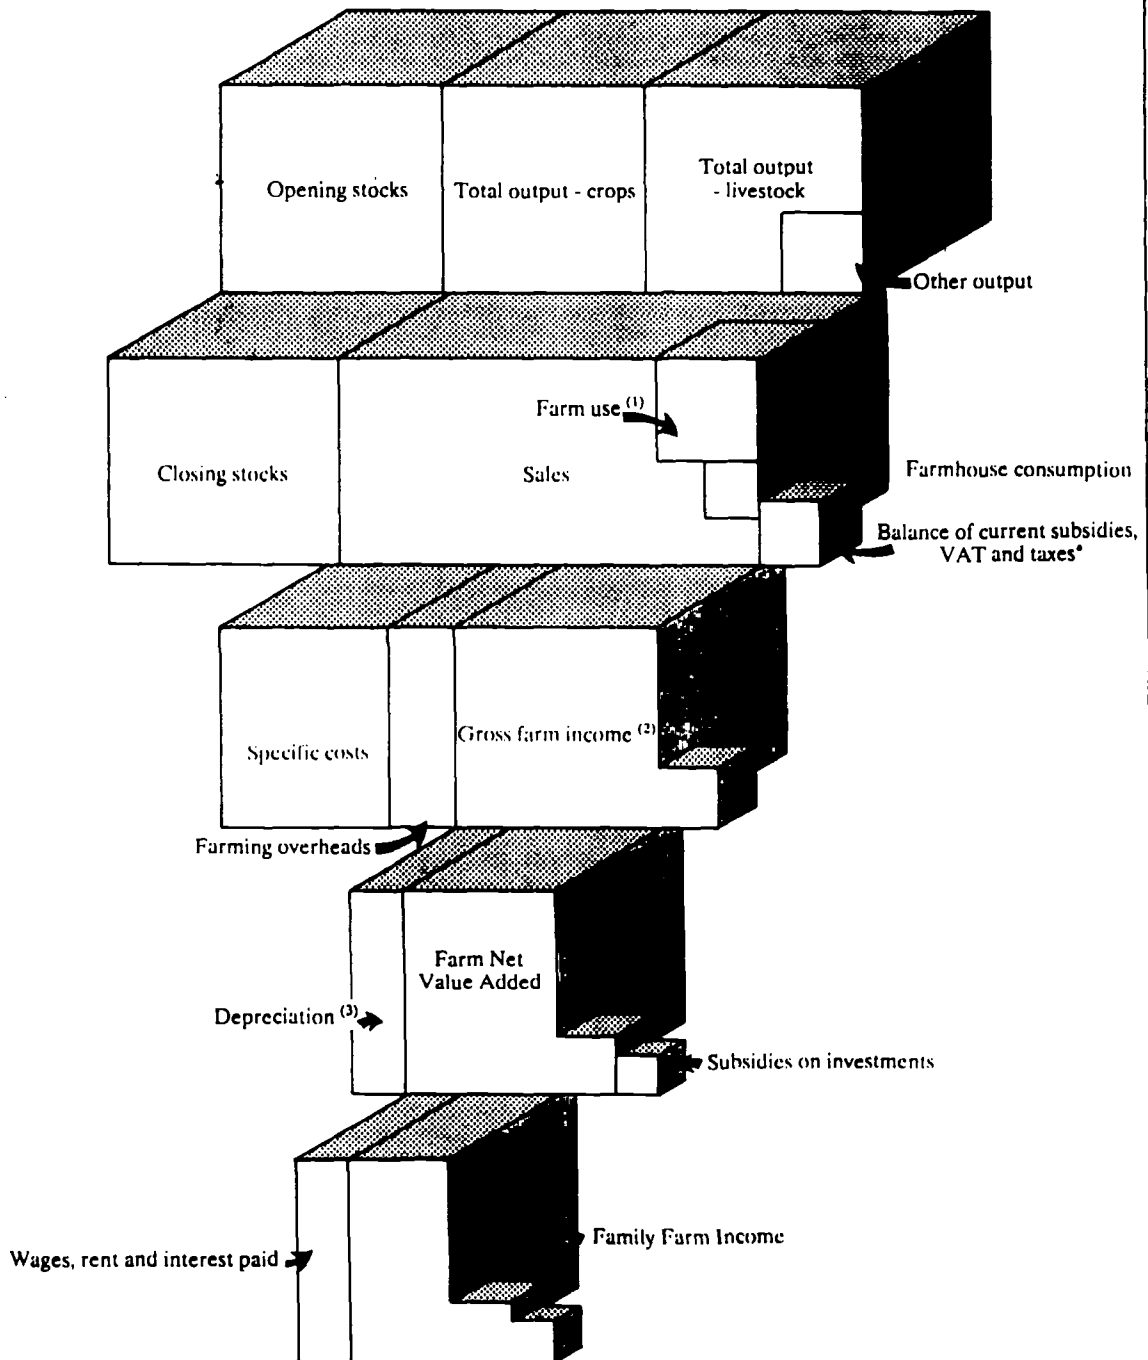 Opening stocks
Total output - crops
Total output
- livestock
Other output
Farm use (1)
Closing stocks
Sales
Farmhouse consumption
Balance of current subsidies,
VAT and taxes*
Specific costs
Gross farm income (2)
Farming overheads
Farm Net
Value Added
Depreciation (3)
Subsidies on investments
Family Farm Income
Wages, rent and interest paid